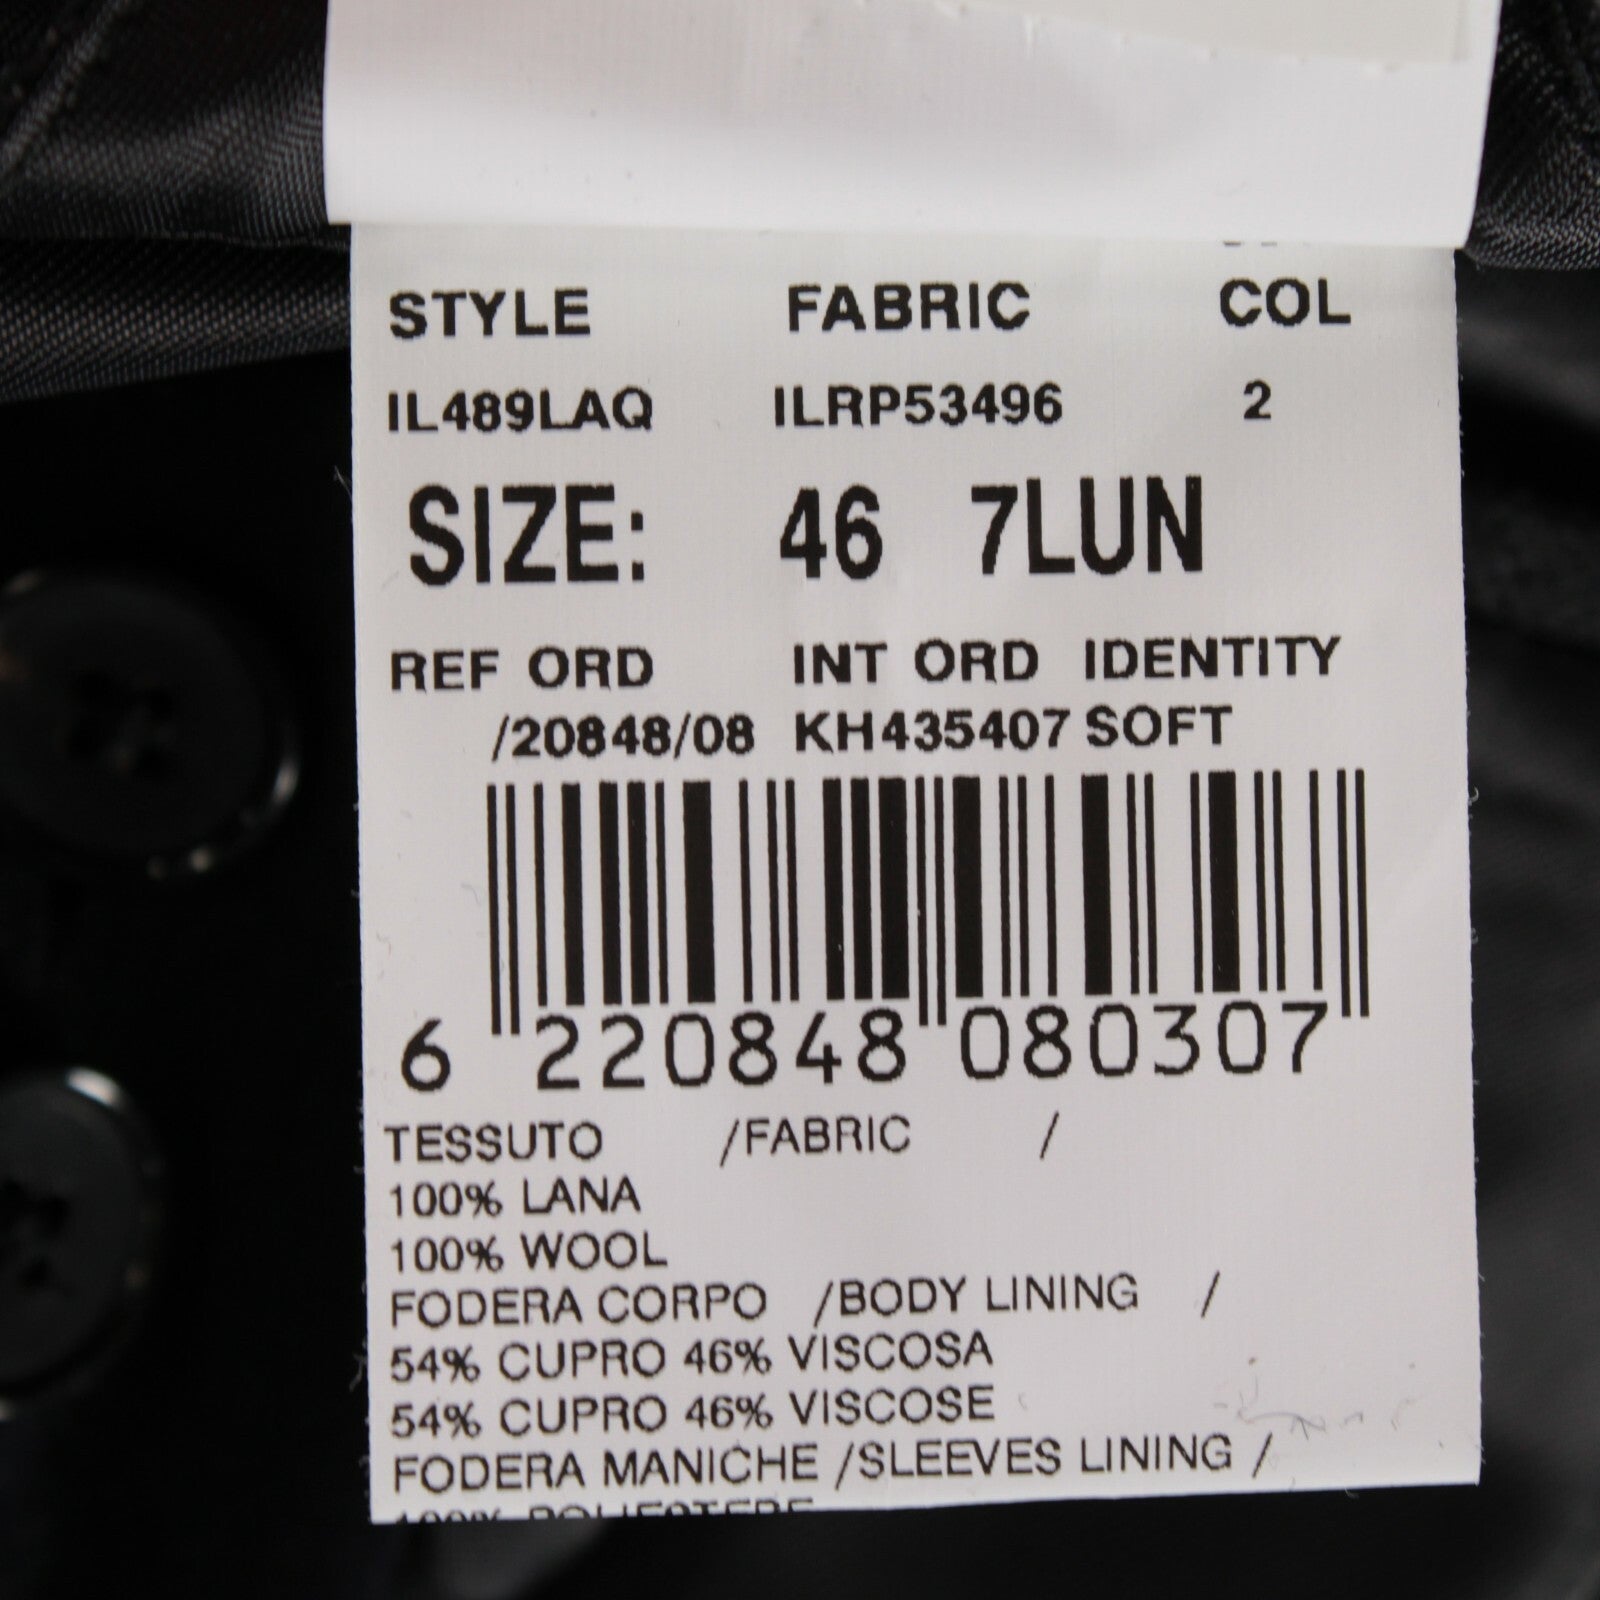 STYLE FABRIC COL
IL489LAQ ILRP53496 2
SIZE: 46 7LUN
REF ORD INT ORD IDENTITY
/20848/08 KH435407 SOFT
6 220848 080307
TESSUTO /FABRIC /
100% LANA
100% WOOL
FODERA CORPO /BODY LINING /
54% CUPRO 46% VISCOSA
54% CUPRO 46% VISCOSE
FODERA MANICHE /SLEEVES LINING /
100% POLIESTERE